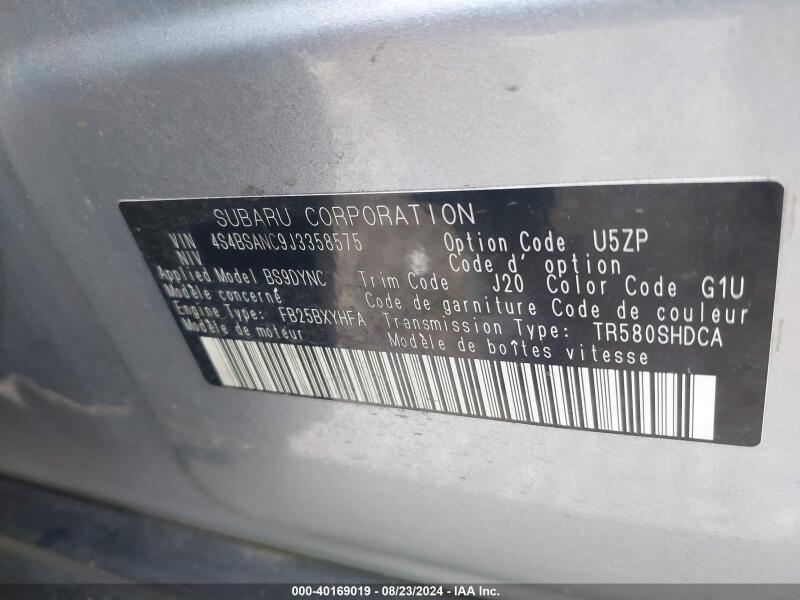 SUBARU CORPORATION
VIN 4S4BSANC9J3358575 Option Code U5ZP
NIV Code d' option
Applied Model BS9DYNC Trim Code J20 Color Code G1U
Modèle concerné Code de garniture Code de couleur
Engine Type: FB25BXYHFA Transmission Type: TR580SHDCA
Modèle de moteur Modèle de boîtes vitesse
000-40169019 - 08/23/2024 - IAA Inc.